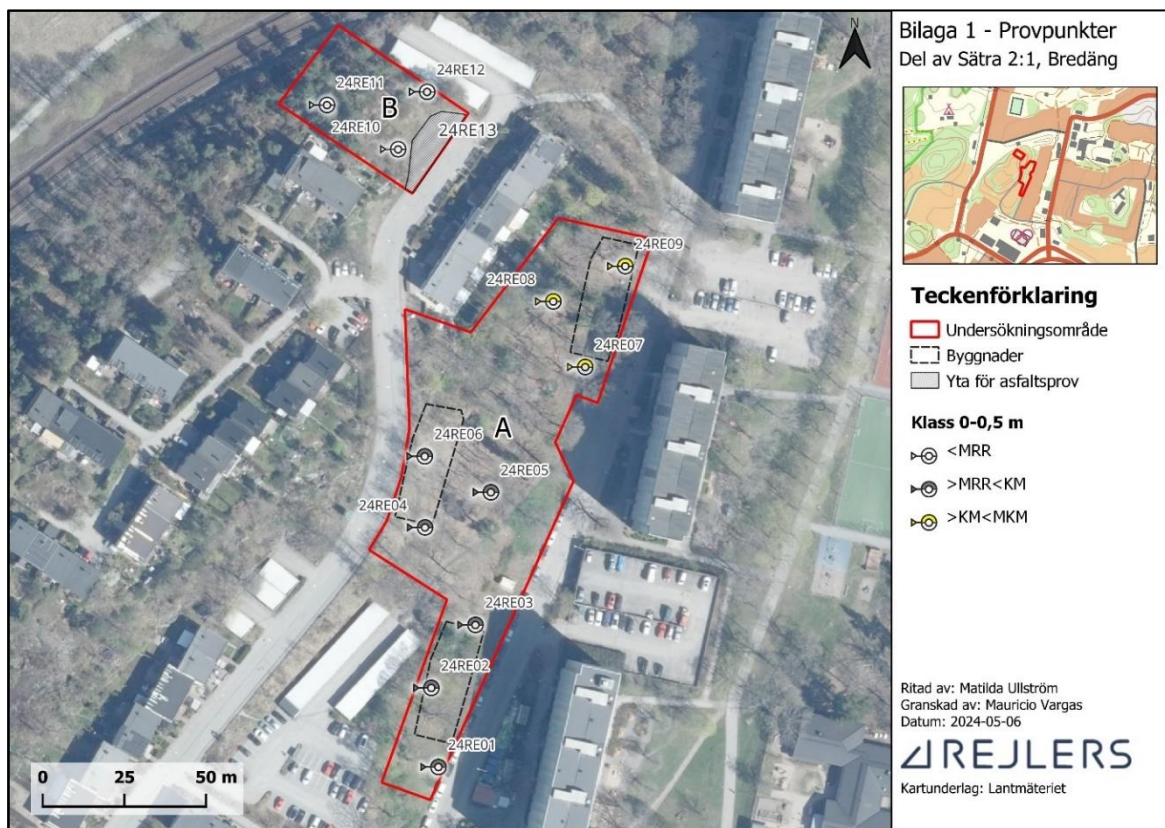 24RE12
24RE11
B
24RE10
24RE13
24RE09
24RE08
24RE07
A
24RE06
24RE05
24RE04
24RE03
24RE02
24RE01
0 25 50 m
N
Bilaga 1 - Provpunkter
Del av Sätra 2:1, Bredäng
Teckenförklaring
Undersökningsområde
Byggnader
Yta för asfaltsprov
Klass 0-0,5 m
<MRR
>MRR<KM
>KM<MKM
Ritad av: Matilda Ullström
Granskad av: Mauricio Vargas
Datum: 2024-05-06
REJLERS
Kartunderlag: Lantmäteriet